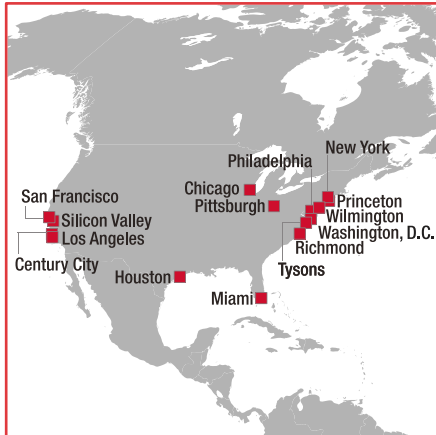 New York
Philadelphia
Chicago
Pittsburgh
Princeton
Wilmington
Washington, D.C.
Richmond
Tysons
San Francisco
Silicon Valley
Los Angeles
Century City
Houston
Miami